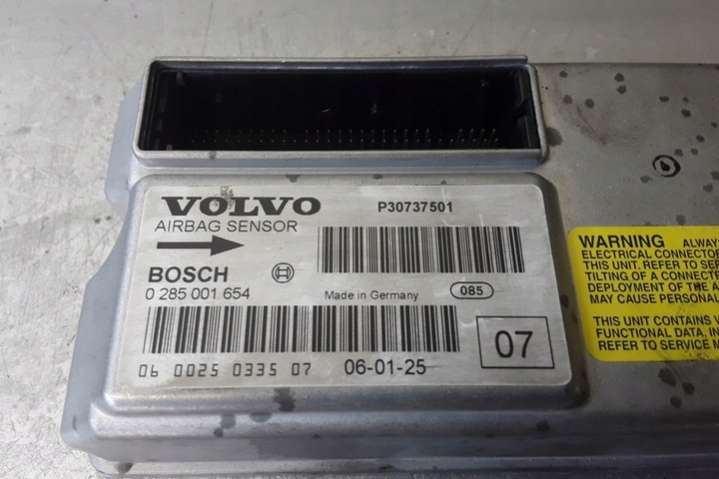 VOLVO
P30737501
AIRBAG SENSOR
BOSCH
0 285 001 654
Made in Germany
085
06 0025 0335 07
06-01-25
07
WARNING ALWAY
ELECTRICAL CONNECTOR
THIS UNIT. REFER TO SER
TILTING OF A CONNECTE
DEPLOYMENT OF THE A
MAY CAUSE PERSONAL
THIS UNIT CONTAINS V
FUNCTIONAL DATA, IN
REFER TO SERVICE M